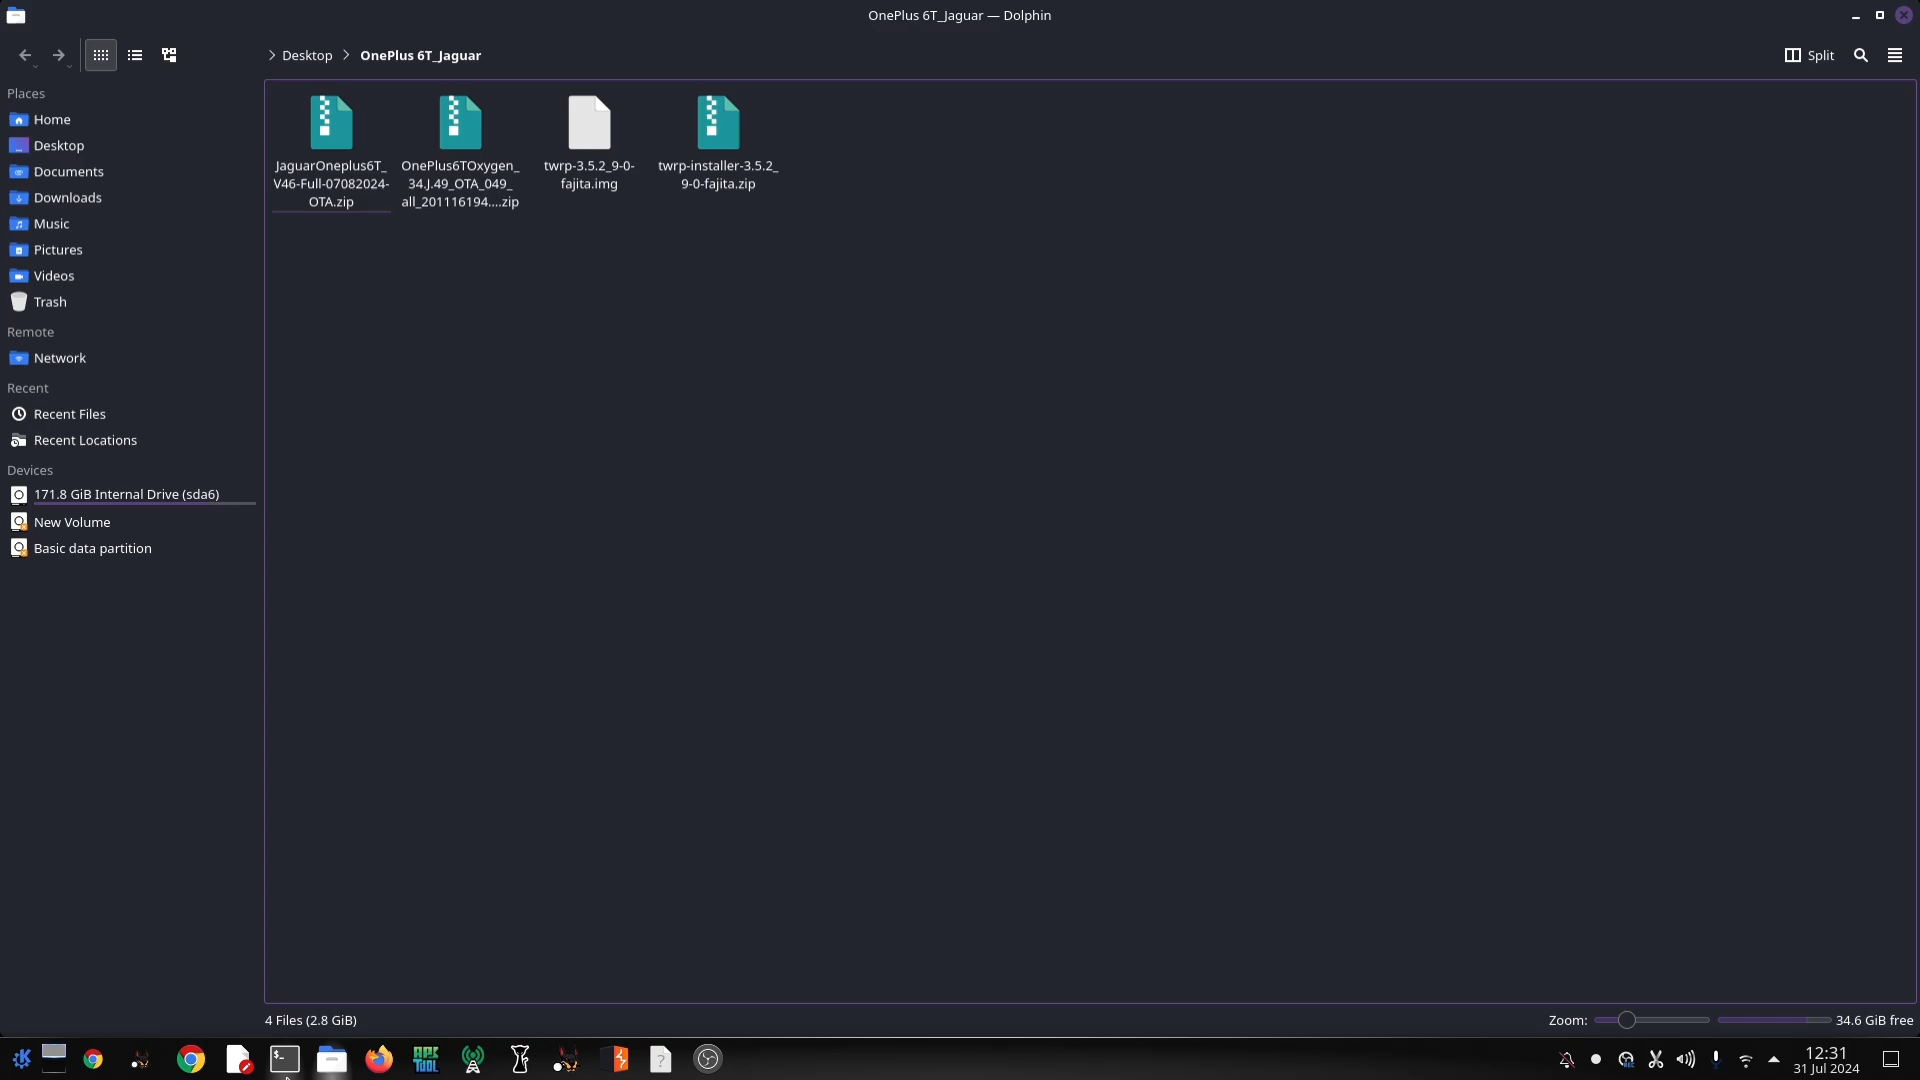 OnePlus 6T_Jaguar — Dolphin
Desktop
OnePlus 6T_Jaguar
Split
Places
Home
Desktop
Documents
Downloads
Music
Pictures
Videos
Trash
Remote
Network
Recent
Recent Files
Recent Locations
Devices
171.8 GiB Internal Drive (sda6)
New Volume
Basic data partition
JaguarOneplus6T_
V46-Full-07082024-
OTA.zip
OnePlus6TOxygen_
34.J.49_OTA_049_
all_201116194....zip
twrp-3.5.2_9-0-
fajita.img
twrp-installer-3.5.2_
9-0-fajita.zip
4 Files (2.8 GiB)
Zoom:
34.6 GiB free
APK
TOOL
12:31
31 Jul 2024